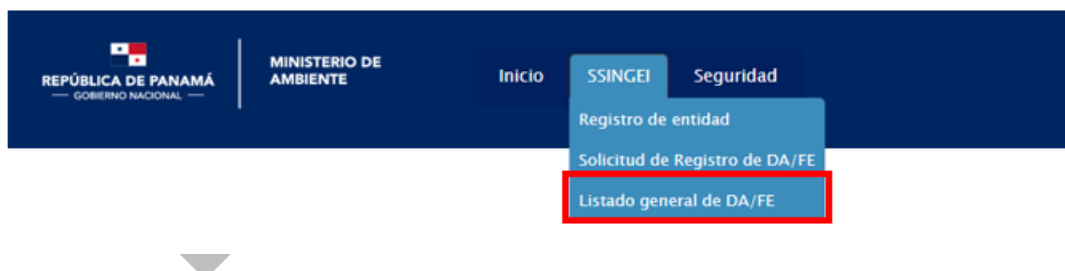 REPÚBLICA DE PANAMÁ
— GOBIERNO NACIONAL —
MINISTERIO DE
AMBIENTE
Inicio SSINGEI Seguridad
Registro de entidad
Solicitud de Registro de DA/FE
Listado general de DA/FE